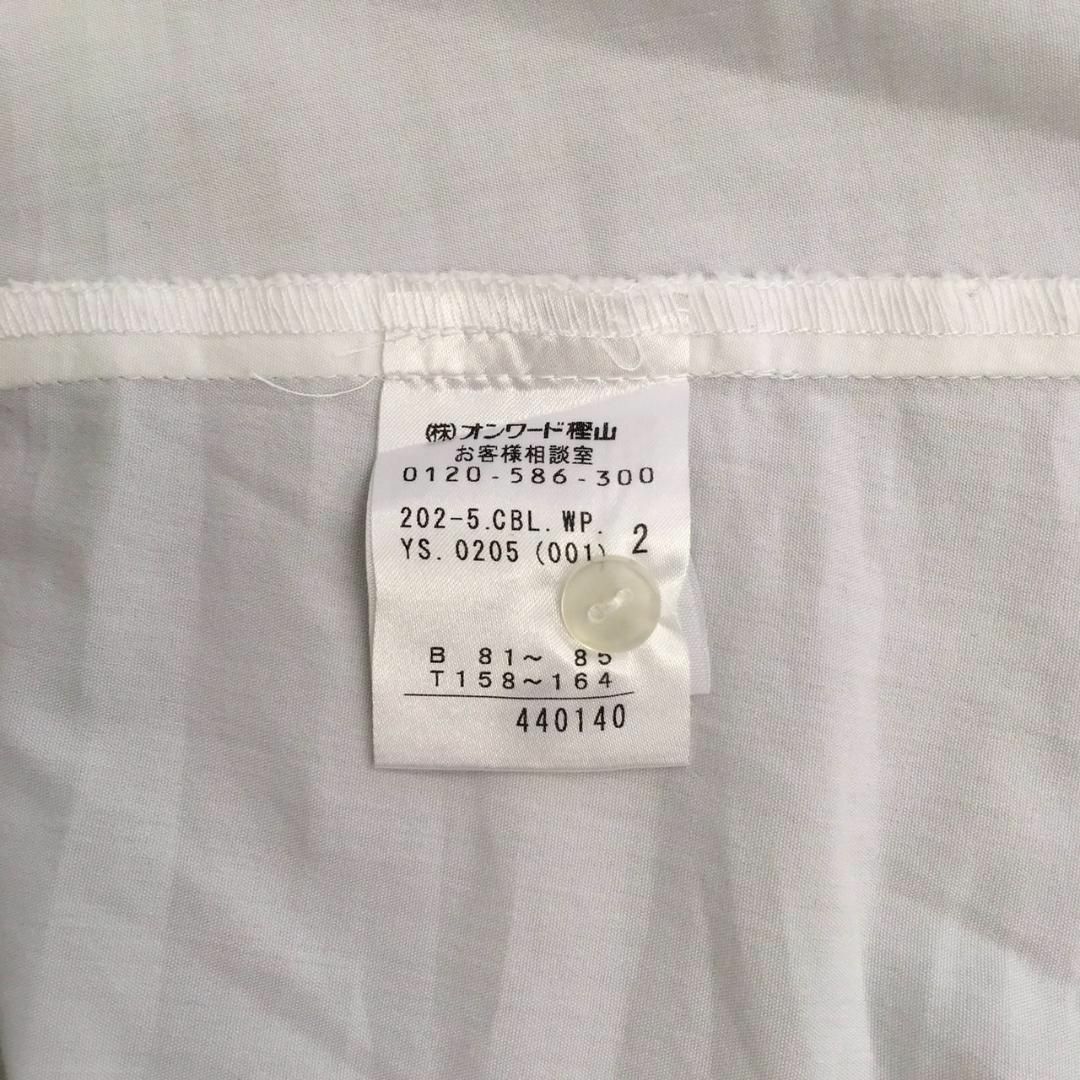 (株)オンワード樫山
お客様相談室
0120-586-300
202-5.CBL.WP.
YS.0205(001) 2
B 81～ 85
T158～164
440140